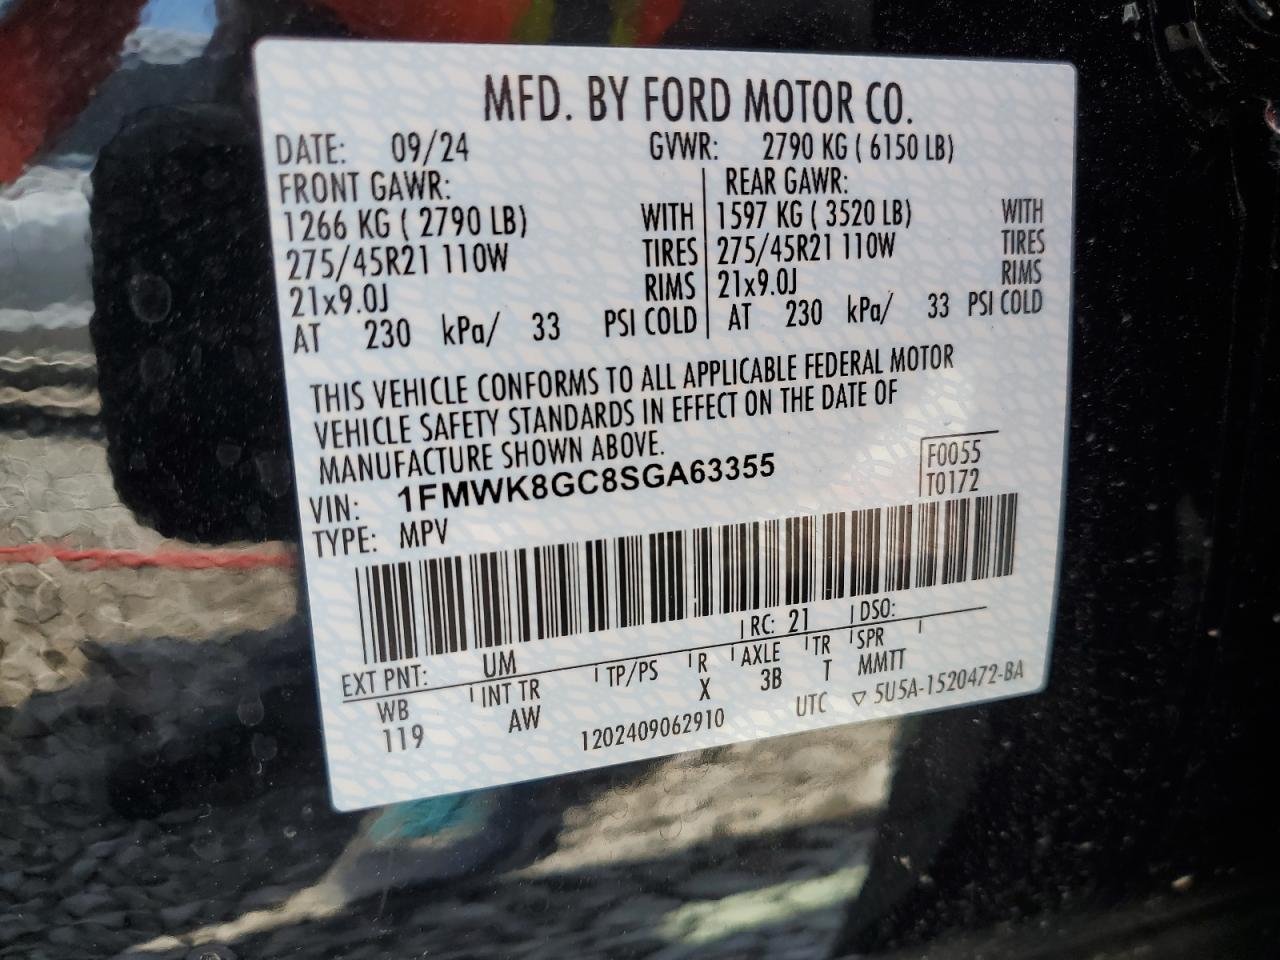 MFD. BY FORD MOTOR CO.
DATE: 09/24 GVWR: 2790 KG ( 6150 LB)
FRONT GAWR: REAR GAWR:
1266 KG ( 2790 LB) WITH 1597 KG ( 3520 LB) WITH
275/45R21 110W TIRES 275/45R21 110W TIRES
21x9.0J RIMS 21x9.0J RIMS
AT 230 kPa/ 33 PSI COLD AT 230 kPa/ 33 PSI COLD
THIS VEHICLE CONFORMS TO ALL APPLICABLE FEDERAL MOTOR
VEHICLE SAFETY STANDARDS IN EFFECT ON THE DATE OF
MANUFACTURE SHOWN ABOVE.
VIN: 1FMWK8GC8SGA63355 F0055
TYPE: MPV T0172
EXT PNT: UM RC: 21 DSO:
WB INT TR TP/PS R AXLE TR SPR
119 AW X 3B T MMTT
1202409062910 UTC ▽ 5U5A-1520472-BA